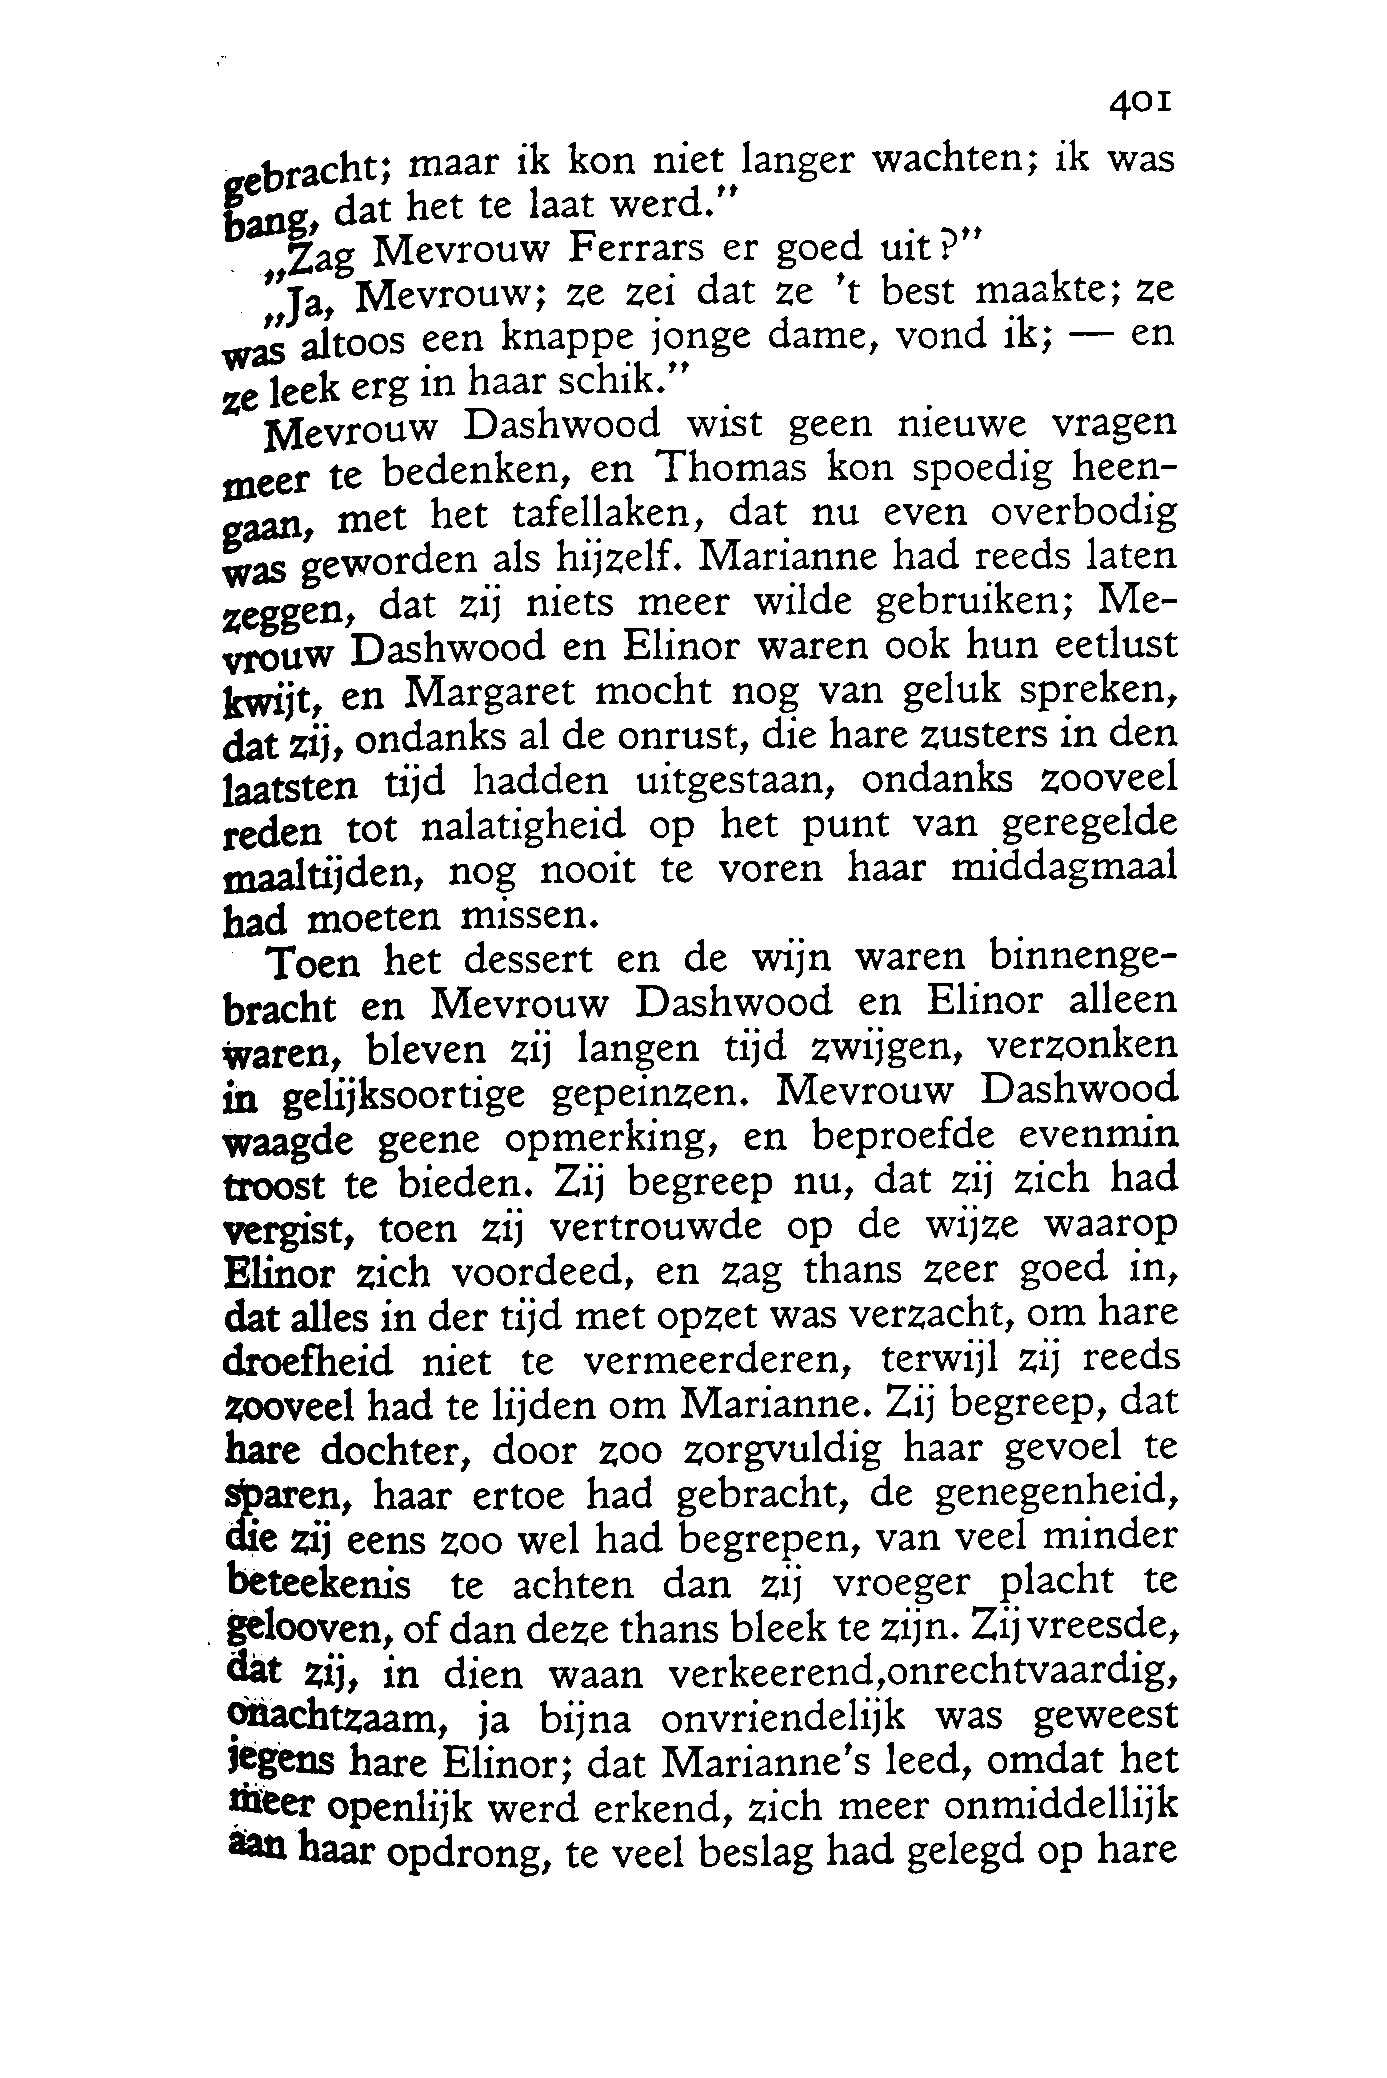 401
gebracht; maar ik kon niet langer wachten; ik was
bang, dat het te laat werd.”
„Zag Mevrouw Ferrars er goed uit?”
„Ja, Mevrouw; ze zei dat ze 't best maakte; ze
was altoos een knappe jonge dame, vond ik; — en
ze leek erg in haar schik.”
Mevrouw Dashwood wist geen nieuwe vragen
meer te bedenken, en Thomas kon spoedig heen-
gaan, met het tafellaken, dat nu even overbodig
was geworden als hijzelf. Marianne had reeds laten
zeggen, dat zij niets meer wilde gebruiken; Me-
vrouw Dashwood en Elinor waren ook hun eetlust
kwijt, en Margaret mocht nog van geluk spreken,
dat zij, ondanks al de onrust, die hare zusters in den
laatsten tijd hadden uitgestaan, ondanks zooveel
reden tot nalatigheid op het punt van geregelde
maaltijden, nog nooit te voren haar middagmaal
had moeten missen.
Toen het dessert en de wijn waren binnenge-
bracht en Mevrouw Dashwood en Elinor alleen
waren, bleven zij langen tijd zwijgen, verzonken
in gelijksoortige gepeinzen. Mevrouw Dashwood
waagde geene opmerking, en beproefde evenmin
troost te bieden. Zij begreep nu, dat zij zich had
vergist, toen zij vertrouwde op de wijze waarop
Elinor zich voordeed, en zag thans zeer goed in,
dat alles in der tijd met opzet was verzacht, om hare
droefheid niet te vermeerderen, terwijl zij reeds
zooveel had te lijden om Marianne. Zij begreep, dat
hare dochter, door zoo zorgvuldig haar gevoel te
sparen, haar ertoe had gebracht, de genegenheid,
die zij eens zoo wel had begrepen, van veel minder
beteekenis te achten dan zij vroeger placht te
gelooven, of dan deze thans bleek te zijn. Zij vreesde,
dat zij, in dien waan verkeerend,onrechtvaardig,
onachtzaam, ja bijna onvriendelijk was geweest
jegens hare Elinor; dat Marianne's leed, omdat het
meer openlijk werd erkend, zich meer onmiddellijk
aan haar opdrong, te veel beslag had gelegd op hare